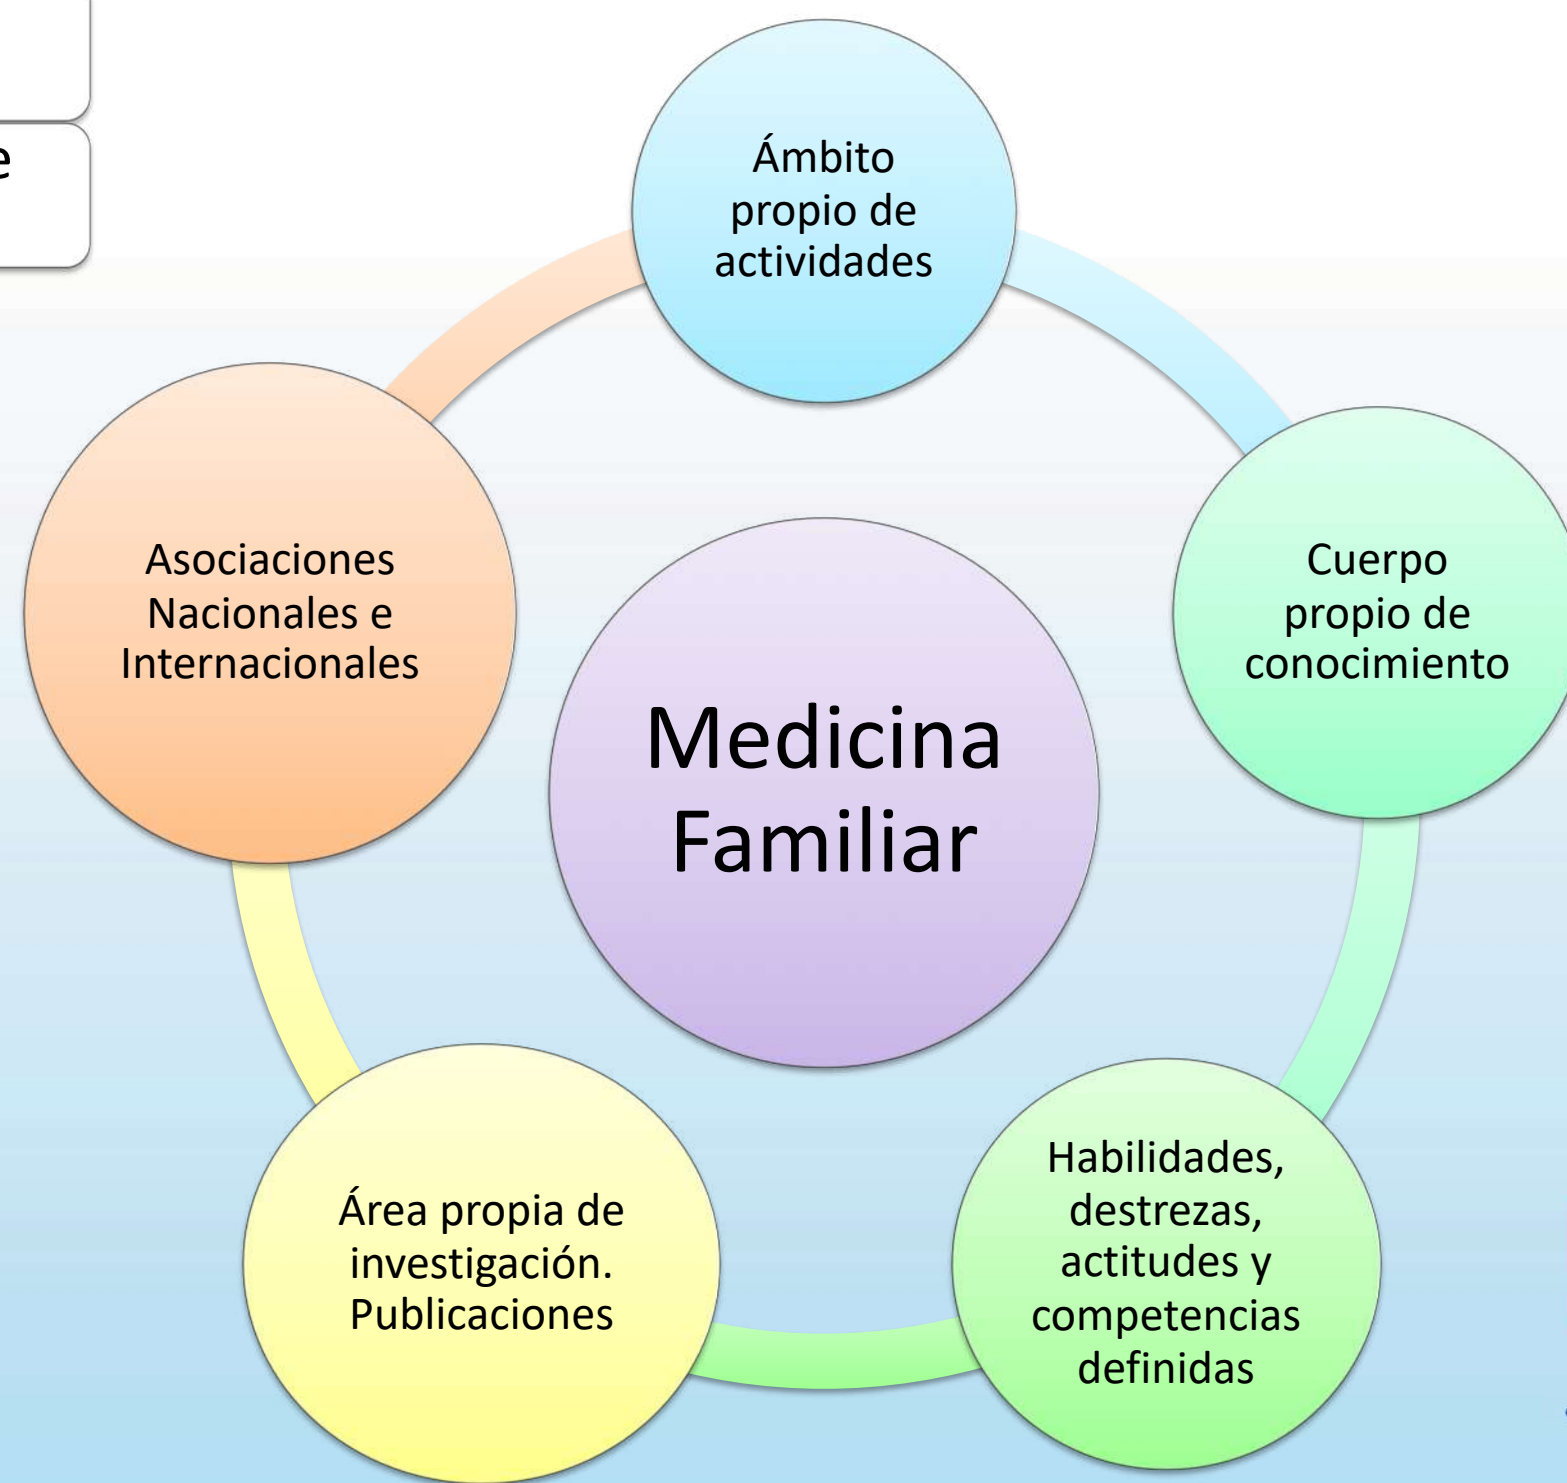 e
Ámbito
propio de
actividades
Cuerpo
propio de
conocimiento
Habilidades,
destrezas,
actitudes y
competencias
definidas
Área propia de
investigación.
Publicaciones
Asociaciones
Nacionales e
Internacionales
Medicina
Familiar